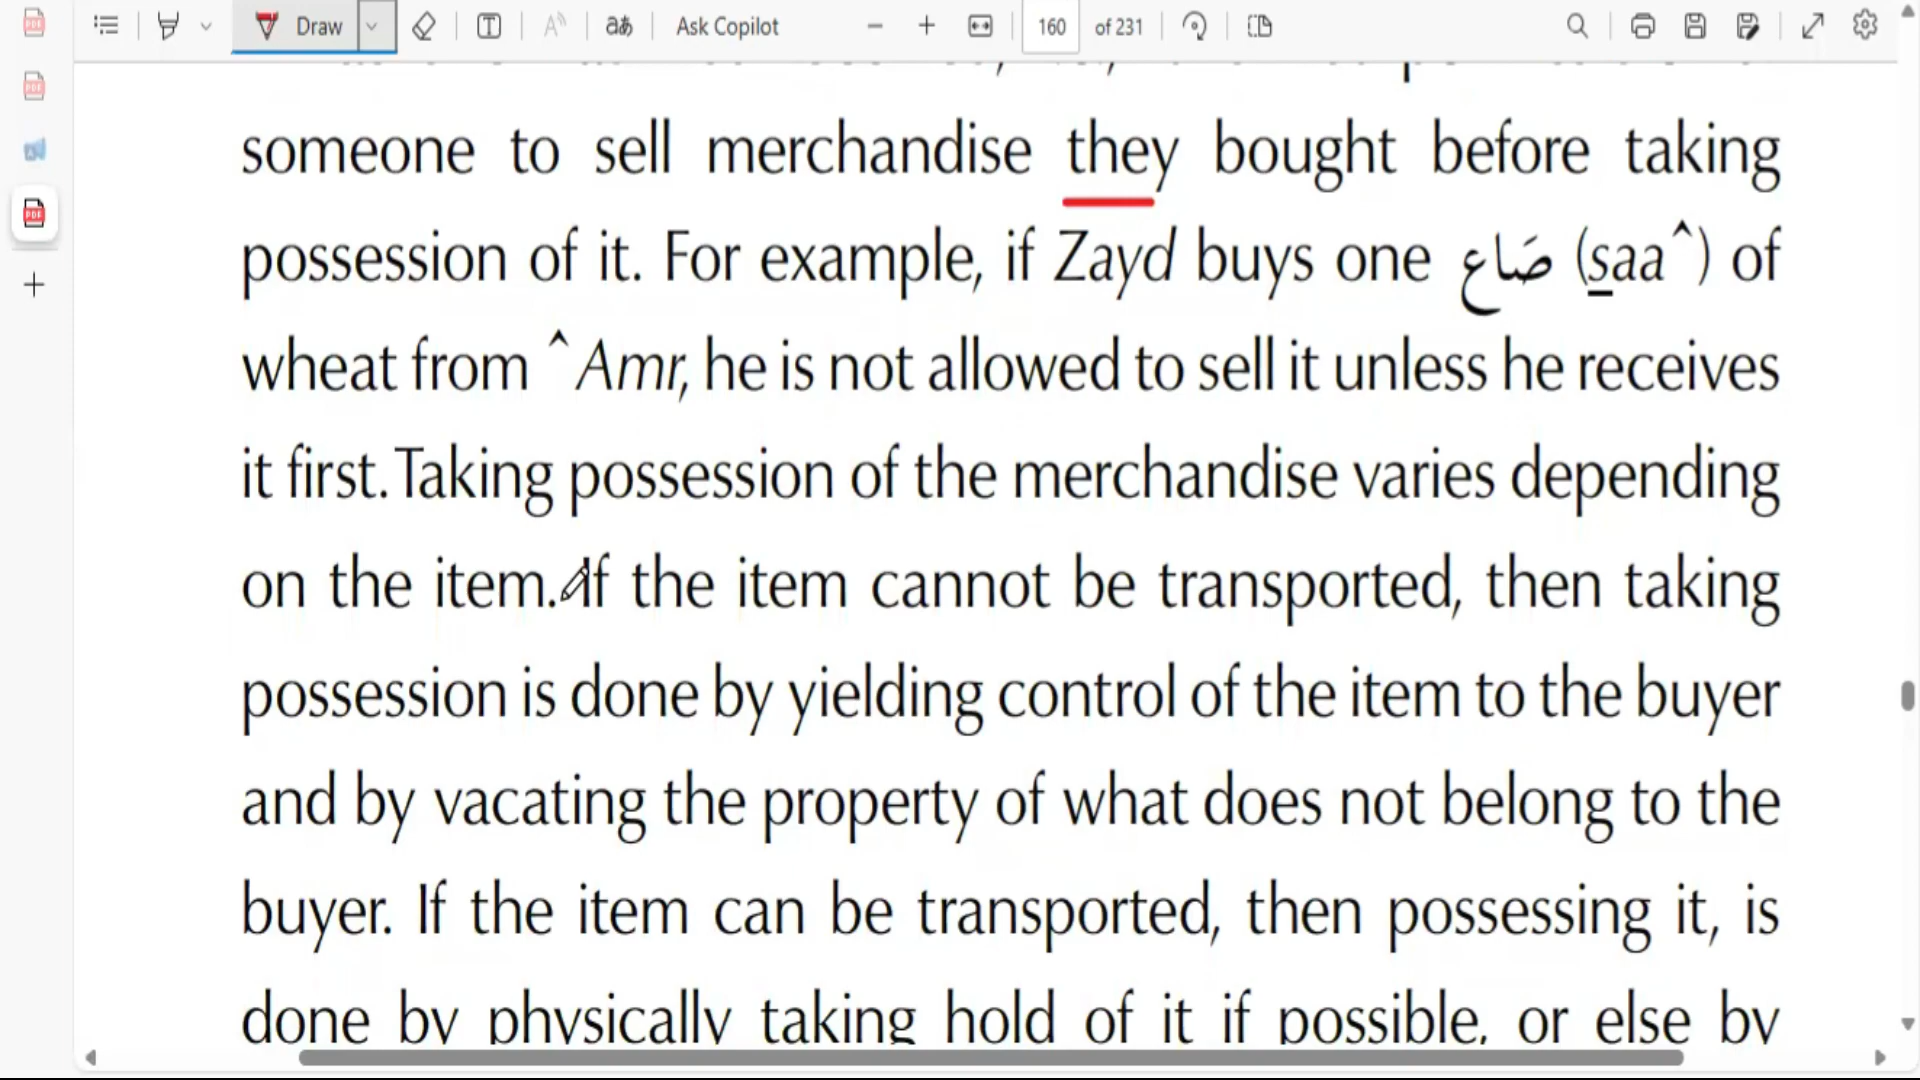 Draw
Ask Copilot
160 of 231
someone to sell merchandise they bought before taking
possession of it. For example, if Zayd buys one صَاع (saa^) of
wheat from ^Amr, he is not allowed to sell it unless he receives
it first. Taking possession of the merchandise varies depending
on the item. If the item cannot be transported, then taking
possession is done by yielding control of the item to the buyer
and by vacating the property of what does not belong to the
buyer. If the item can be transported, then possessing it, is
done by physically taking hold of it if possible, or else by